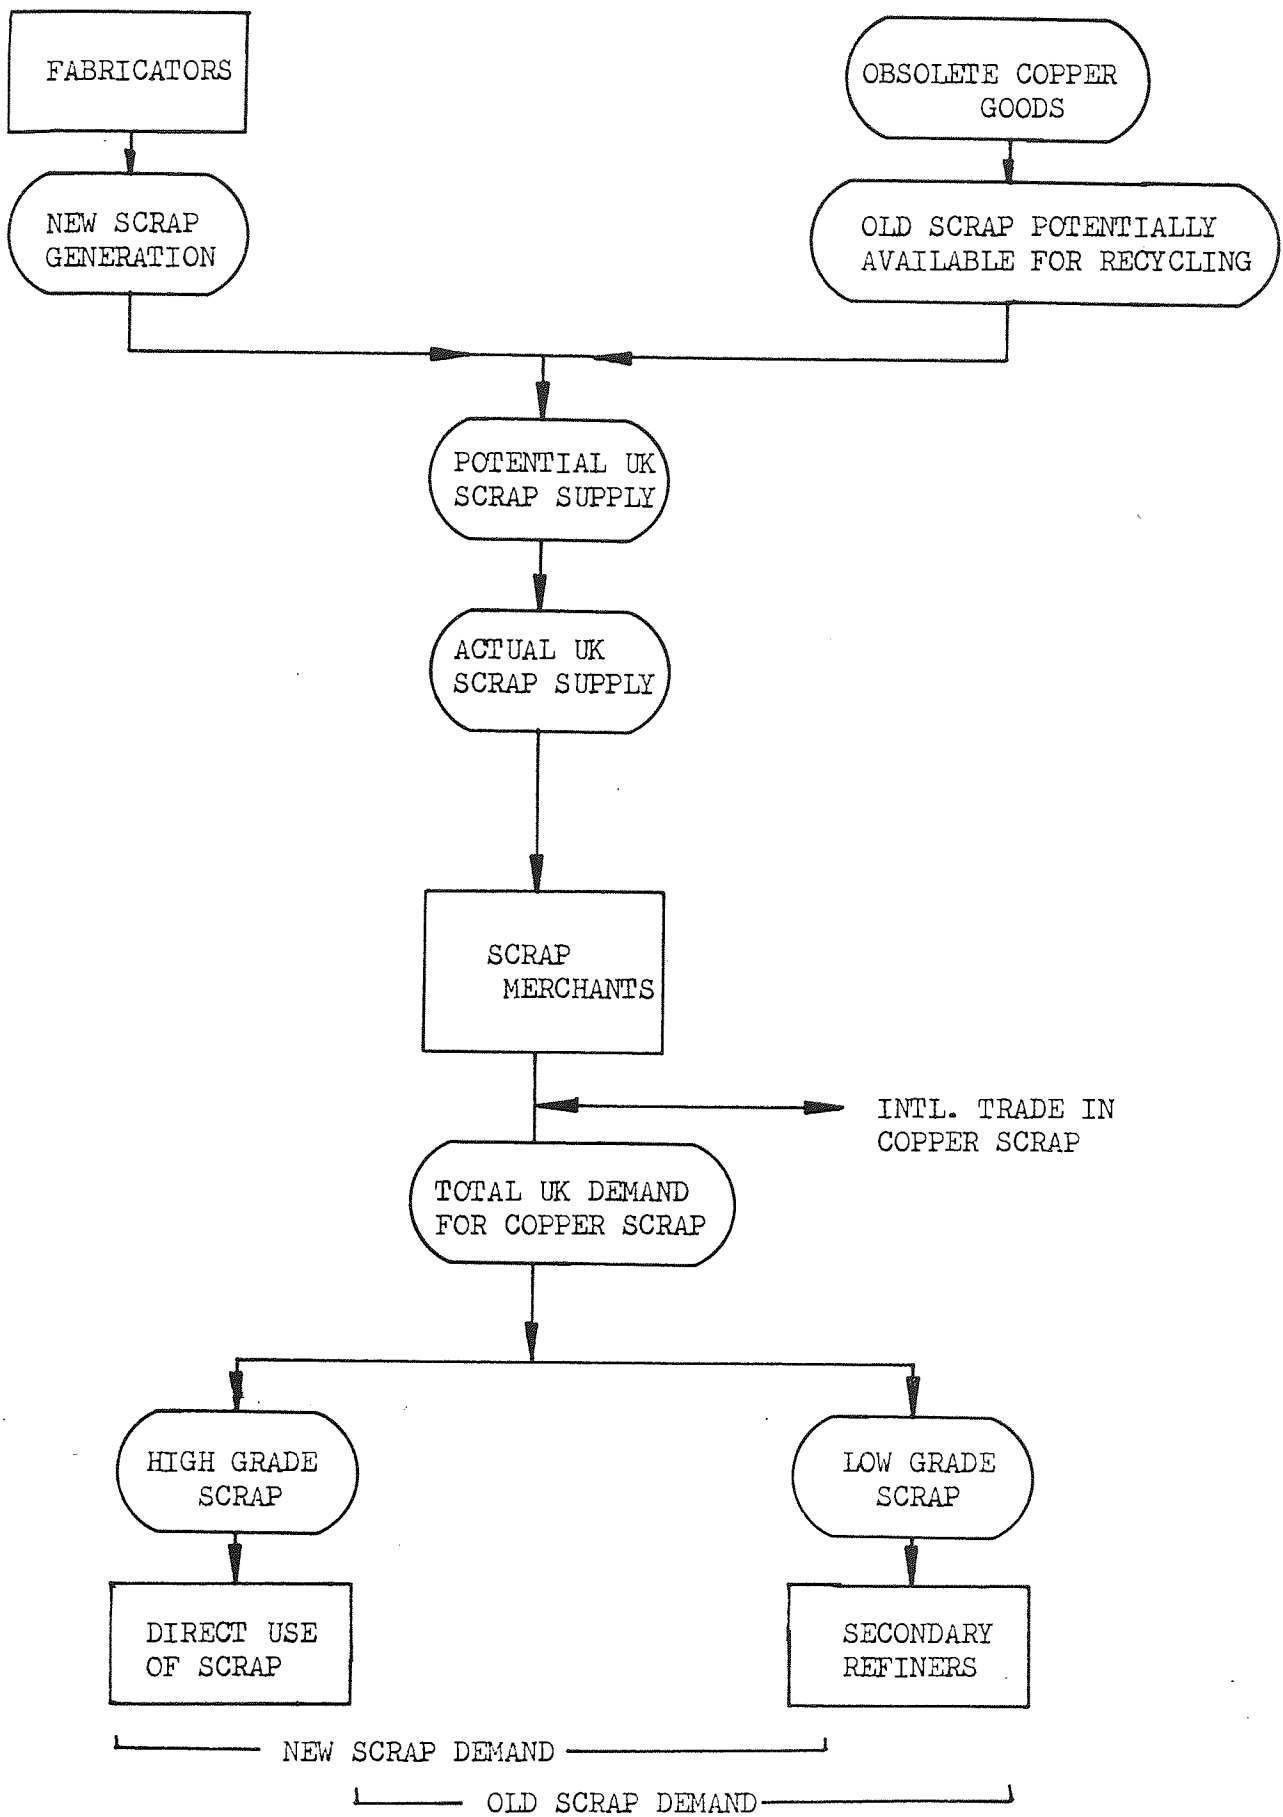 FABRICATORS
OBSOLETE COPPER
GOODS
NEW SCRAP
GENERATION
OLD SCRAP POTENTIALLY
AVAILABLE FOR RECYCLING
POTENTIAL UK
SCRAP SUPPLY
ACTUAL UK
SCRAP SUPPLY
SCRAP
MERCHANTS
INTL. TRADE IN
COPPER SCRAP
TOTAL UK DEMAND
FOR COPPER SCRAP
HIGH GRADE
SCRAP
LOW GRADE
SCRAP
DIRECT USE
OF SCRAP
SECONDARY
REFINERS
NEW SCRAP DEMAND
OLD SCRAP DEMAND